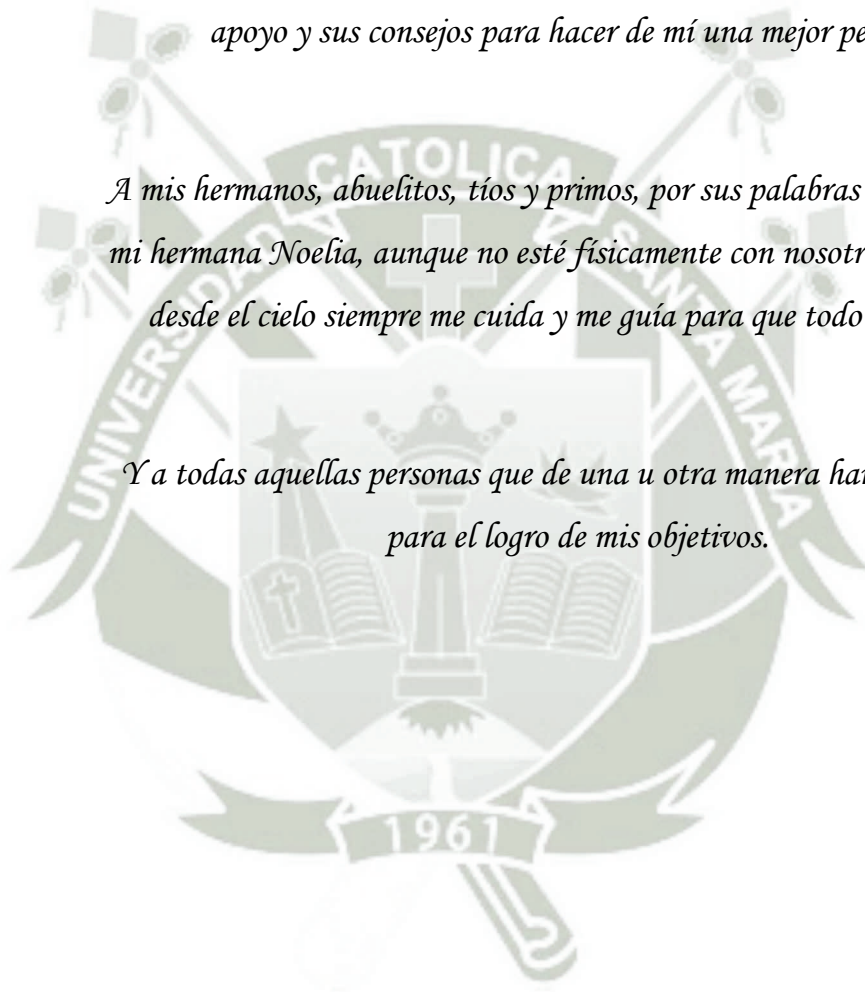 apoyo y sus consejos para hacer de mí una mejor pe
A mis hermanos, abuelitos, tíos y primos, por sus palabras
mi hermana Noelia, aunque no esté físicamente con nosotr
desde el cielo siempre me cuida y me guía para que todo
Y a todas aquellas personas que de una u otra manera ha
para el logro de mis objetivos.
UNIVERSIDAD CATOLICA SANTA MARIA
1961